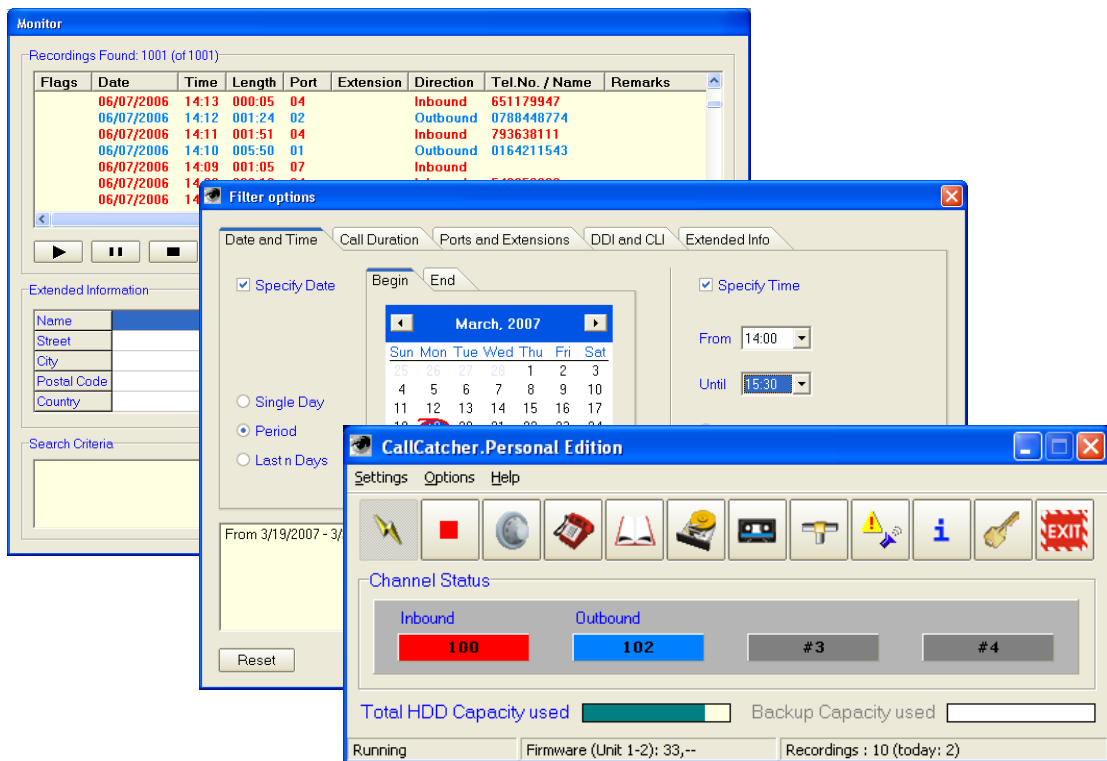 Monitor
Recordings Found: 1001 (of 1001)
Flags Date Time Length Port Extension Direction Tel.No. / Name Remarks
06/07/2006 14:13 000:05 04 Inbound 651179947
06/07/2006 14:12 001:24 02 Outbound 0788448774
06/07/2006 14:11 001:51 04 Inbound 793638111
06/07/2006 14:10 005:50 01 Outbound 0164211543
06/07/2006 14:09 001:05 07 Inbound
06/07/2006
06/07/2006
Extended Information
Name
Street
City
Postal Code
Country
Search Criteria
Filter options
Date and Time Call Duration Ports and Extensions DDI and CLI Extended Info
Specify Date
Begin End
Specify Time
March, 2007
From 14:00
Sun Mon Tue Wed Thu Fri Sat
25 26 27 28 1 2 3
4 5 6 7 8 9 10
Until 15:30
11 12 13 14 15 16 17
Single Day
Period
Last n Days
From 3/19/2007 - 3/
Reset
CallCatcher.Personal Edition
Settings Options Help
EXIT
Channel Status
Inbound Outbound
100 102 #3 #4
Total HDD Capacity used Backup Capacity used
Running Firmware (Unit 1-2): 33,-- Recordings : 10 (today: 2)